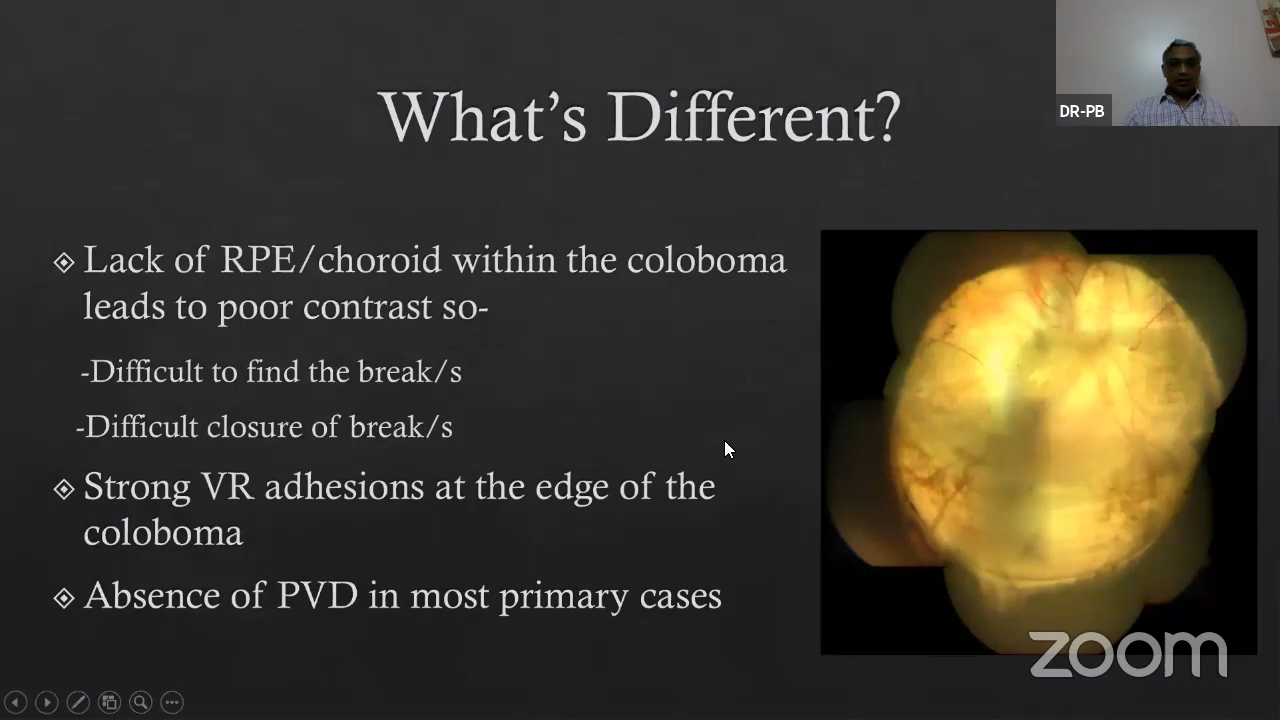 What's Different?
DR-PB
Lack of RPE/choroid within the coloboma
leads to poor contrast so-
-Difficult to find the break/s
-Difficult closure of break/s
Strong VR adhesions at the edge of the
coloboma
Absence of PVD in most primary cases
zoom